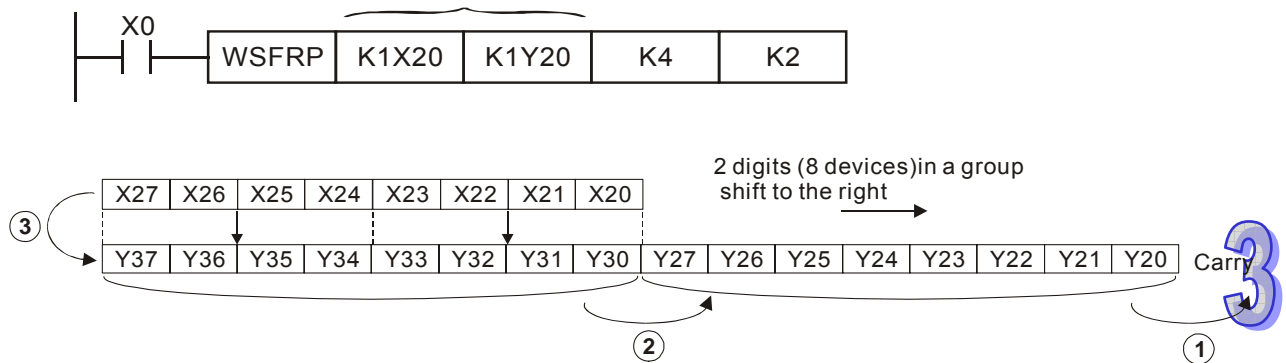 X0
WSFRP K1X20 K1Y20 K4 K2
2 digits (8 devices)in a group
shift to the right
X27 X26 X25 X24 X23 X22 X21 X20
3
Y37 Y36 Y35 Y34 Y33 Y32 Y31 Y30 Y27 Y26 Y25 Y24 Y23 Y22 Y21 Y20 Carry
3
2
1